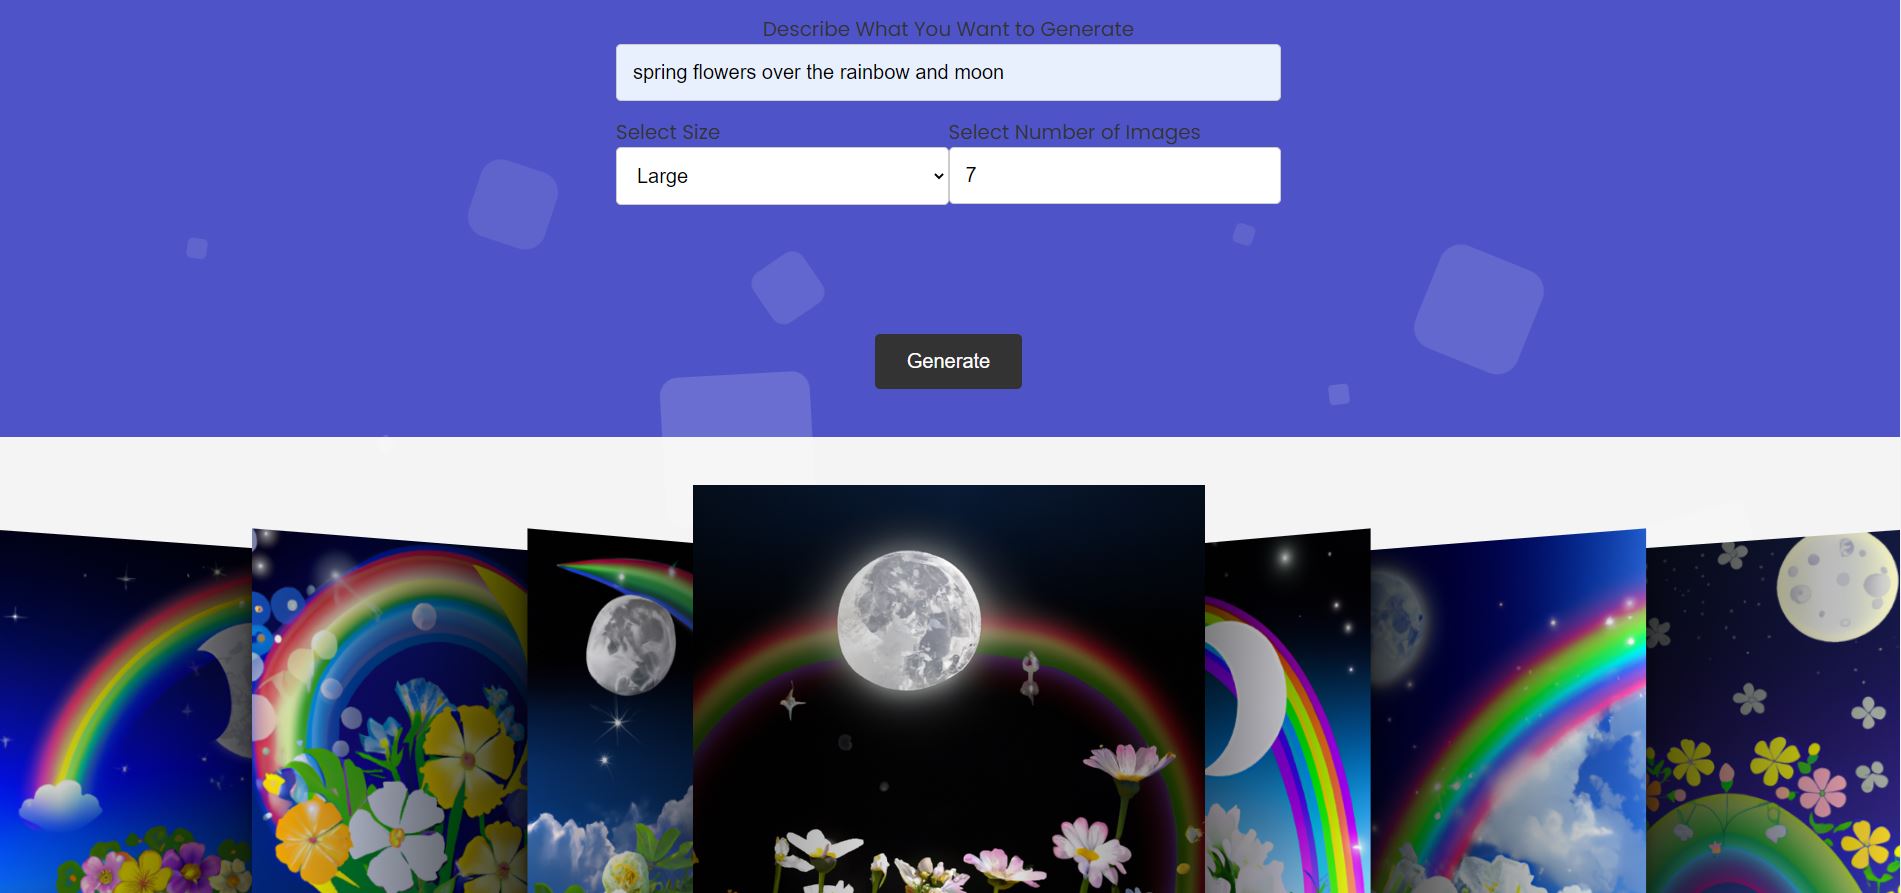 Describe What You Want to Generate
spring flowers over the rainbow and moon
Select Size
Select Number of Images
Large
7
Generate